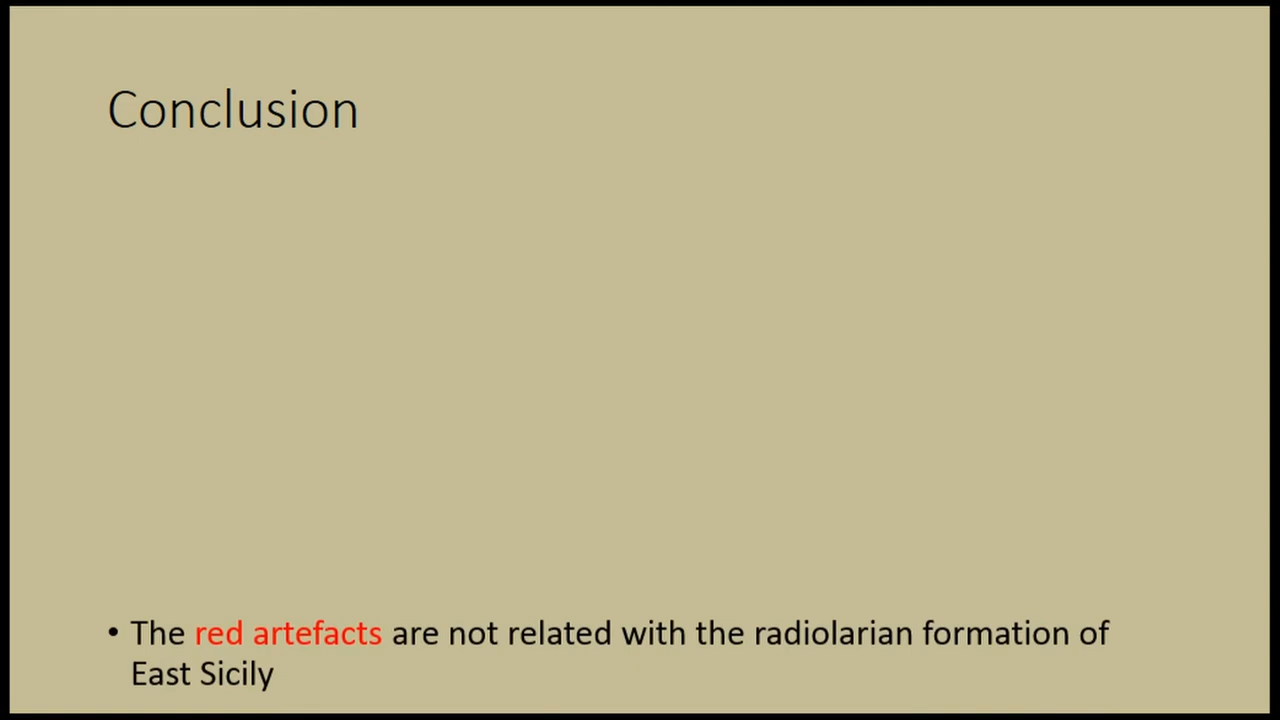 Conclusion
• The red artefacts are not related with the radiolarian formation of
East Sicily